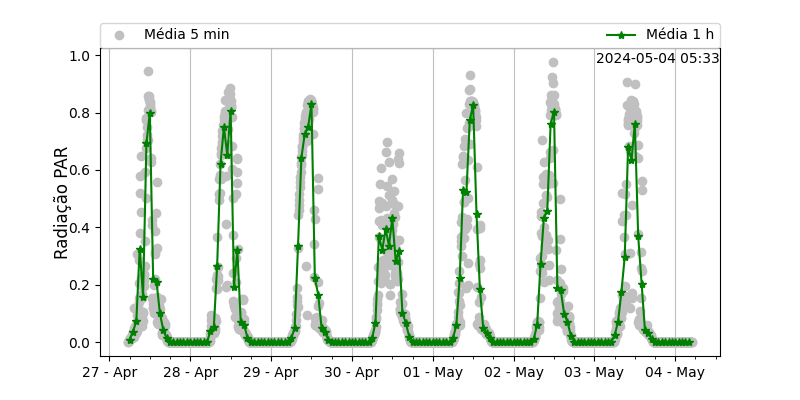 Média 5 min
Média 1 h
2024-05-04 05:33
Radiação PAR
1.0
0.8
0.6
0.4
0.2
0.0
27 - Apr
28 - Apr
29 - Apr
30 - Apr
01 - May
02 - May
03 - May
04 - May